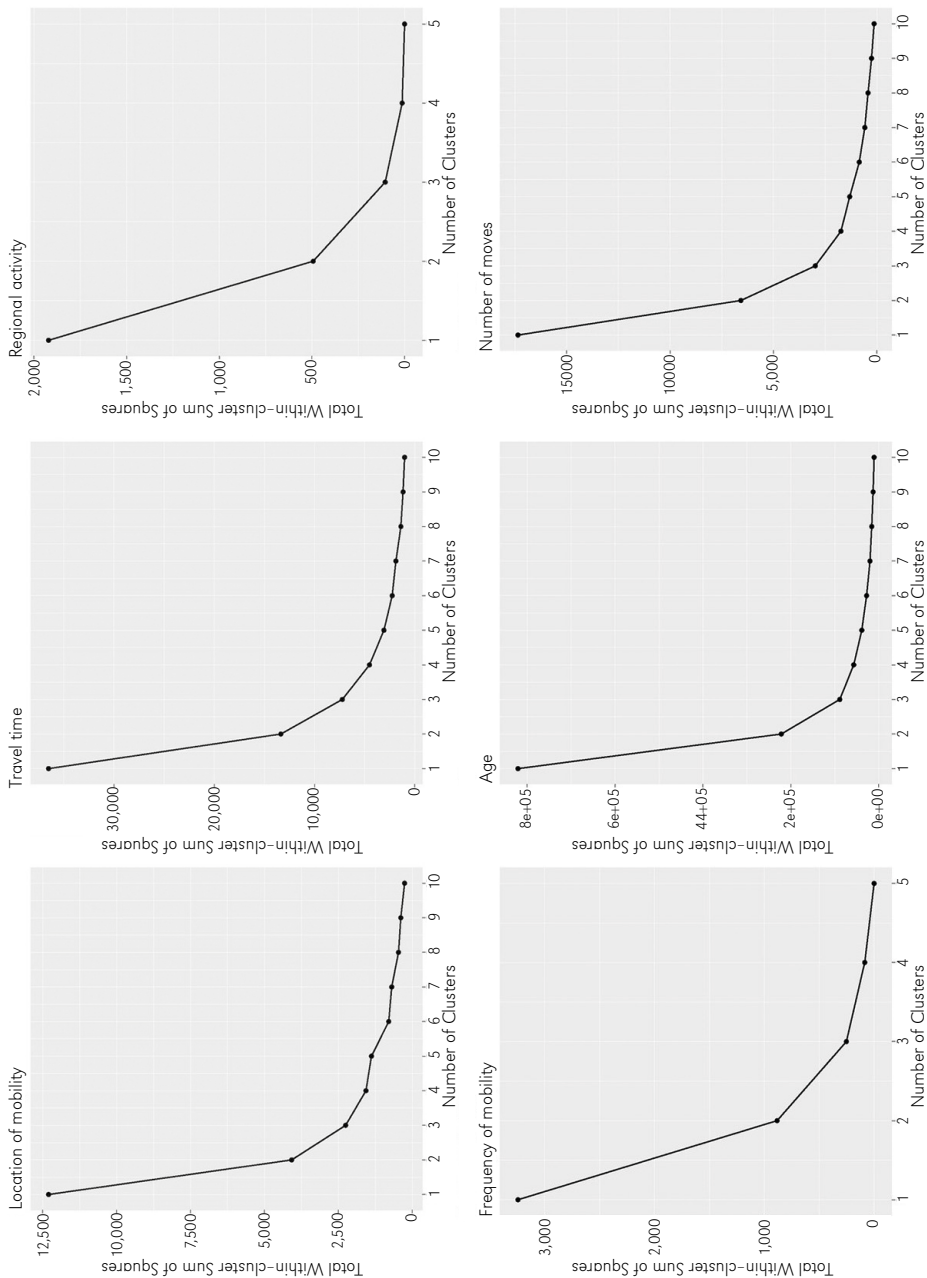 Location of mobility
Total Within-cluster Sum of Squares
12,500
10,000
7,500
5,000
2,500
0
1 2 3 4 5 6 7 8 9 10
Number of Clusters
Travel time
Total Within-cluster Sum of Squares
30,000
20,000
10,000
0
1 2 3 4 5 6 7 8 9 10
Number of Clusters
Regional activity
Total Within-cluster Sum of Squares
2,000
1,500
1,000
500
0
1 2 3 4 5
Number of Clusters
Frequency of mobility
Total Within-cluster Sum of Squares
3,000
2,000
1,000
0
1 2 3 4 5
Number of Clusters
Age
Total Within-cluster Sum of Squares
8e+05
6e+05
44e+05
2e+05
0e+00
1 2 3 4 5 6 7 8 9 10
Number of Clusters
Number of moves
Total Within-cluster Sum of Squares
15000
10000
5,000
0
1 2 3 4 5 6 7 8 9 10
Number of Clusters